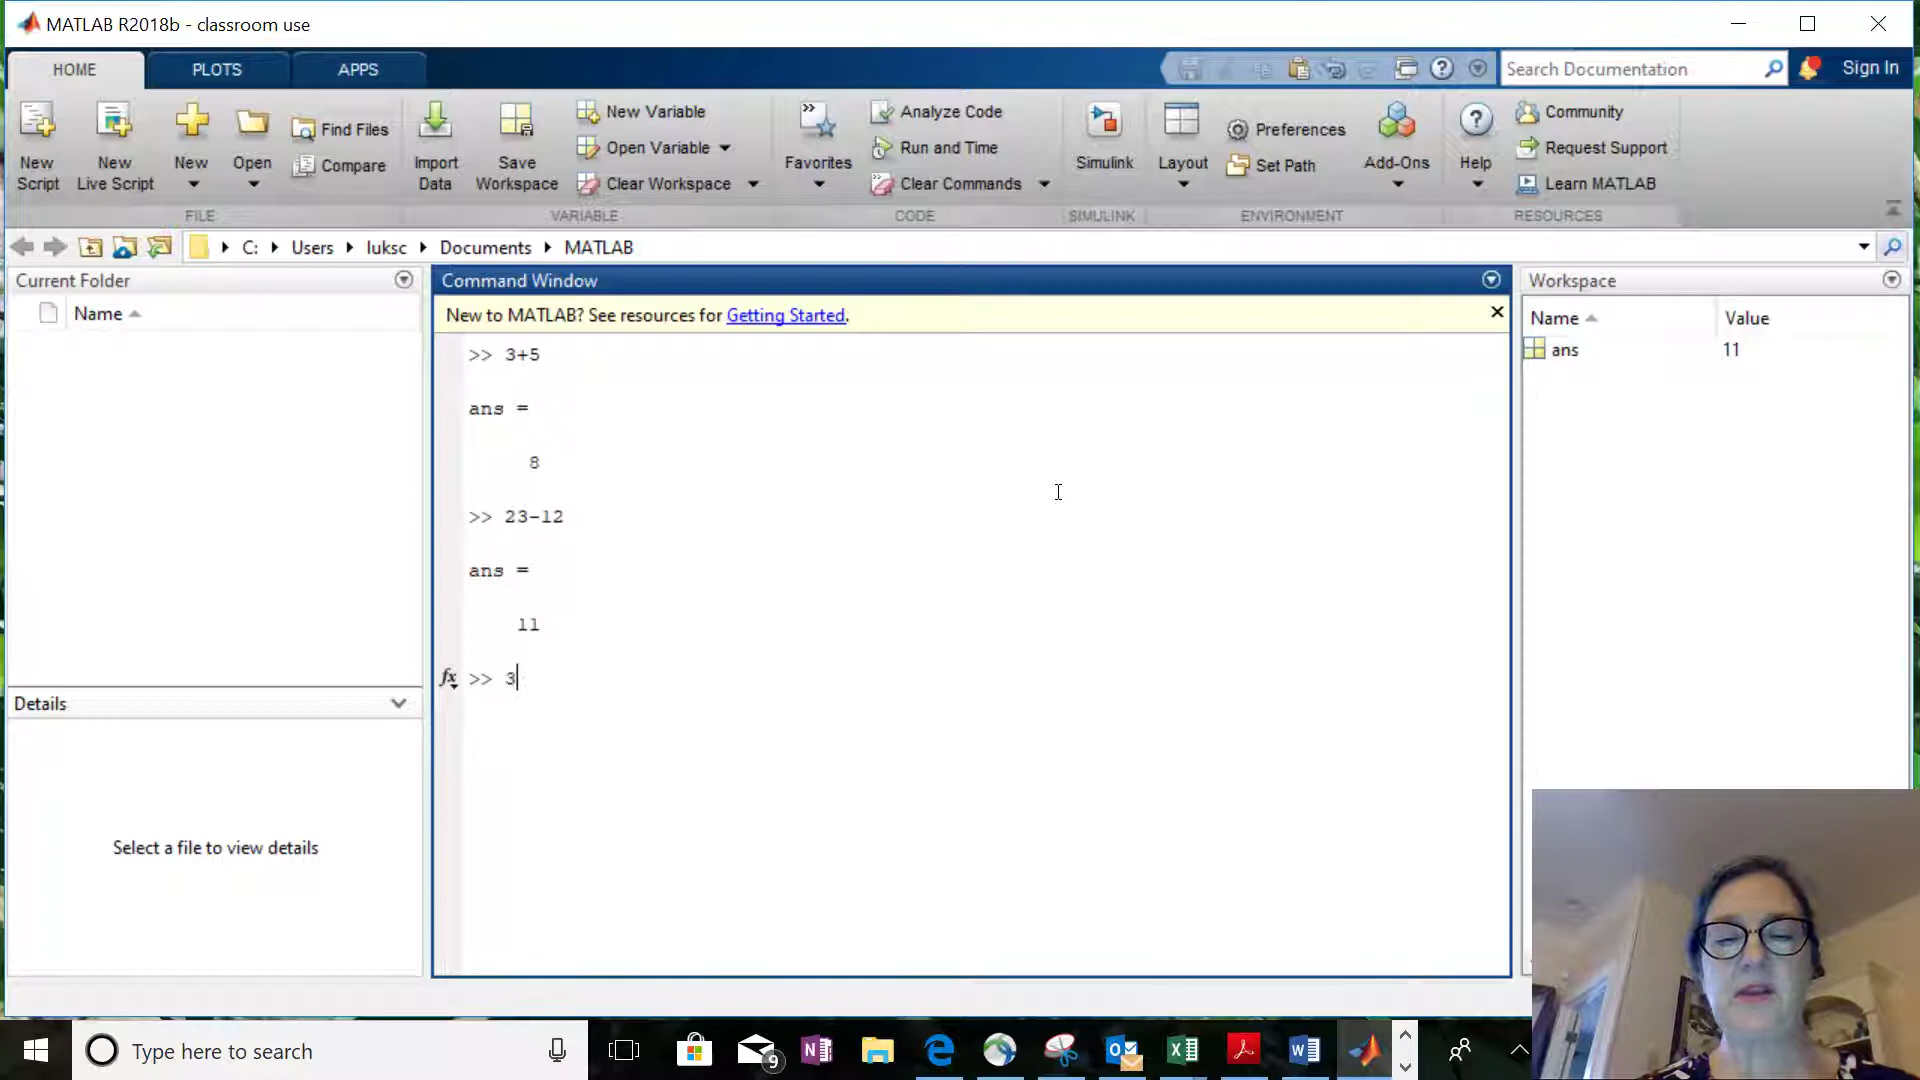 MATLAB R2018b - classroom use
HOME
PLOTS
APPS
Search Documentation
Sign In
New Script
New Live Script
New
Open
Find Files
Compare
Import Data
Save Workspace
New Variable
Open Variable
Clear Workspace
Favorites
Analyze Code
Run and Time
Clear Commands
Simulink
Layout
Preferences
Set Path
Add-Ons
Help
Community
Request Support
Learn MATLAB
FILE
VARIABLE
CODE
SIMULINK
ENVIRONMENT
RESOURCES
C: Users luksc Documents MATLAB
Current Folder
Name
Command Window
New to MATLAB? See resources for Getting Started.
>> 3+5
ans =
8
>> 23-12
ans =
11
fx >> 3
Workspace
Name Value
ans 11
Details
Select a file to view details
Type here to search
9